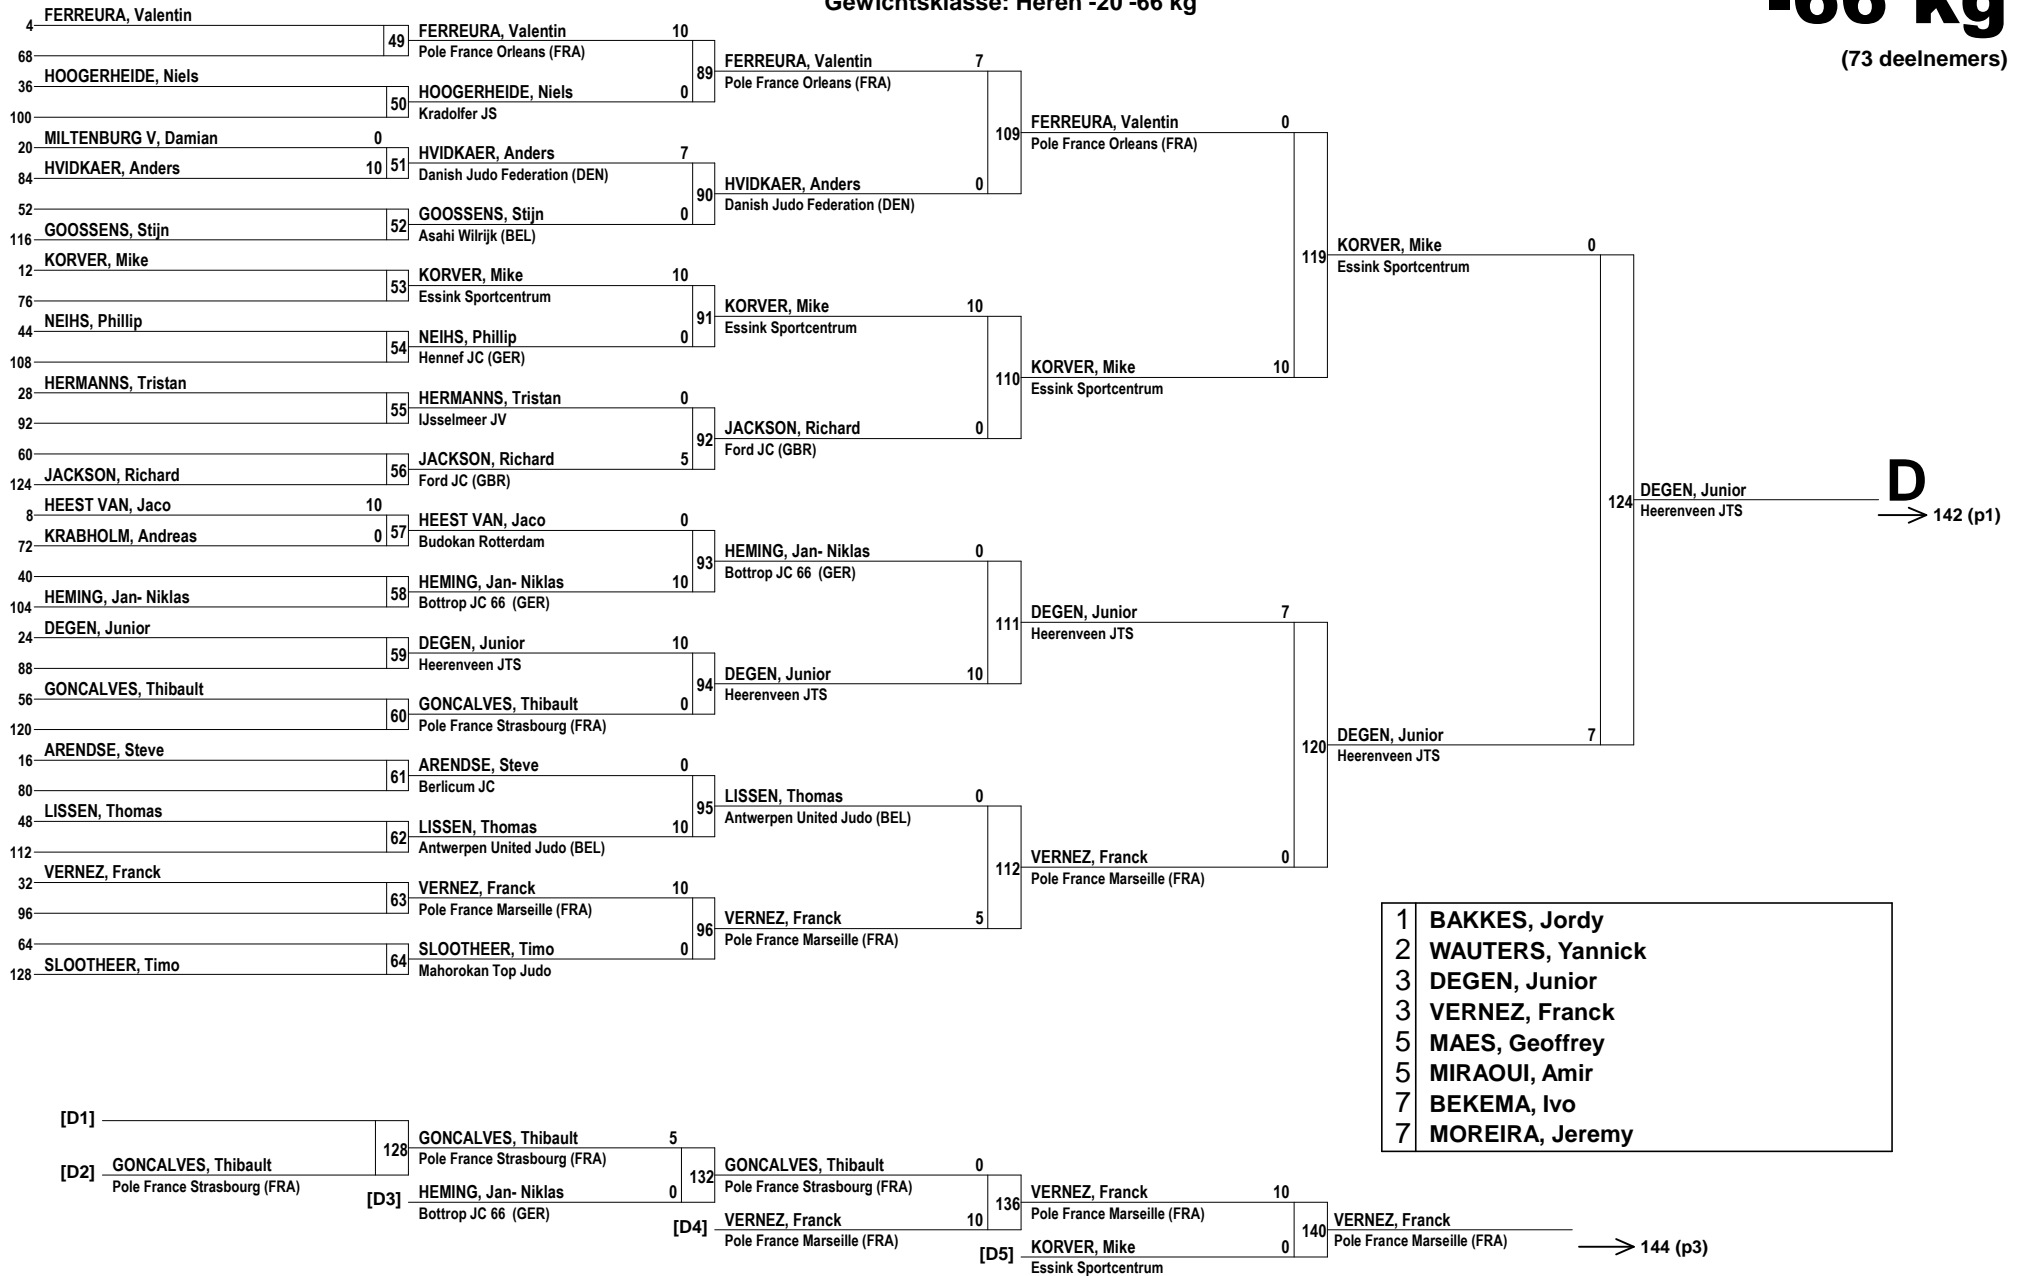 Gewichtsklasse: Heren -20 -66 kg
-66 kg
(73 deelnemers)
4 FERREURA, Valentin
68
49
36 HOOGERHEIDE, Niels
100
50
20 MILTENBURG V, Damian 0
84 HVIDKAER, Anders 10
51
52
116 GOOSSENS, Stijn
52
12 KORVER, Mike
76
53
44 NEIHS, Phillip
108
54
28 HERMANNS, Tristan
92
55
60
124 JACKSON, Richard
56
8 HEEST VAN, Jaco 10
72 KRABHOLM, Andreas 0
57
40
104 HEMING, Jan- Niklas
58
24 DEGEN, Junior
88
59
56 GONCALVES, Thibault
120
60
16 ARENDSE, Steve
80
61
48 LISSEN, Thomas
112
62
32 VERNEZ, Franck
96
63
64
128 SLOOTHEER, Timo
64
FERREURA, Valentin 10
Pole France Orleans (FRA)
89
HOOGERHEIDE, Niels 0
Kradolfer JS
HVIDKAER, Anders 7
Danish Judo Federation (DEN)
90
GOOSSENS, Stijn 0
Asahi Wilrijk (BEL)
KORVER, Mike 10
Essink Sportcentrum
91
NEIHS, Phillip 0
Hennef JC (GER)
HERMANNS, Tristan 0
IJsselmeer JV
92
JACKSON, Richard 5
Ford JC (GBR)
HEEST VAN, Jaco 0
Budokan Rotterdam
93
HEMING, Jan- Niklas 10
Bottrop JC 66 (GER)
DEGEN, Junior 10
Heerenveen JTS
94
GONCALVES, Thibault 0
Pole France Strasbourg (FRA)
ARENDSE, Steve 0
Berlicum JC
95
LISSEN, Thomas 10
Antwerpen United Judo (BEL)
VERNEZ, Franck 10
Pole France Marseille (FRA)
96
SLOOTHEER, Timo 0
Mahorokan Top Judo
FERREURA, Valentin 7
Pole France Orleans (FRA)
109
HVIDKAER, Anders 0
Danish Judo Federation (DEN)
KORVER, Mike 10
Essink Sportcentrum
110
JACKSON, Richard 0
Ford JC (GBR)
HEMING, Jan- Niklas 0
Bottrop JC 66 (GER)
111
DEGEN, Junior 10
Heerenveen JTS
LISSEN, Thomas 0
Antwerpen United Judo (BEL)
112
VERNEZ, Franck 5
Pole France Marseille (FRA)
FERREURA, Valentin 0
Pole France Orleans (FRA)
119
KORVER, Mike 10
Essink Sportcentrum
DEGEN, Junior 7
Heerenveen JTS
120
VERNEZ, Franck 0
Pole France Marseille (FRA)
KORVER, Mike 0
Essink Sportcentrum
124
DEGEN, Junior 7
Heerenveen JTS
DEGEN, Junior
Heerenveen JTS
D
142 (p1)
1 BAKKES, Jordy
2 WAUTERS, Yannick
3 DEGEN, Junior
3 VERNEZ, Franck
5 MAES, Geoffrey
5 MIRAOUI, Amir
7 BEKEMA, Ivo
7 MOREIRA, Jeremy
[D1]
128
[D2] GONCALVES, Thibault
Pole France Strasbourg (FRA)
GONCALVES, Thibault 5
Pole France Strasbourg (FRA)
132
[D3] HEMING, Jan- Niklas 0
Bottrop JC 66 (GER)
GONCALVES, Thibault 0
Pole France Strasbourg (FRA)
136
[D4] VERNEZ, Franck 10
Pole France Marseille (FRA)
VERNEZ, Franck 10
Pole France Marseille (FRA)
140
[D5] KORVER, Mike 0
Essink Sportcentrum
VERNEZ, Franck
Pole France Marseille (FRA)
144 (p3)